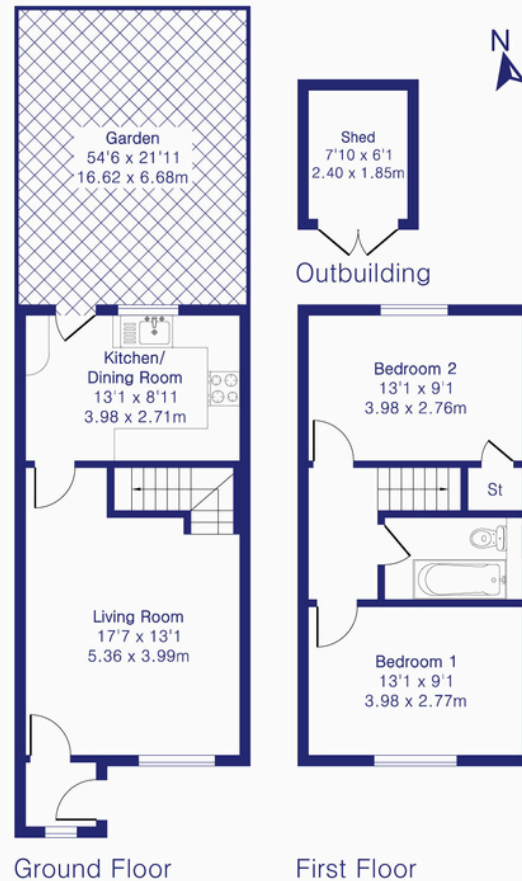 N
Garden
54'6 x 21'11
16.62 x 6.68m
Shed
7'10 x 6'1
2.40 x 1.85m
Outbuilding
Kitchen/
Dining Room
13'1 x 8'11
3.98 x 2.71m
Bedroom 2
13'1 x 9'1
3.98 x 2.76m
St
Living Room
17'7 x 13'1
5.36 x 3.99m
Bedroom 1
13'1 x 9'1
3.98 x 2.77m
Ground Floor
First Floor